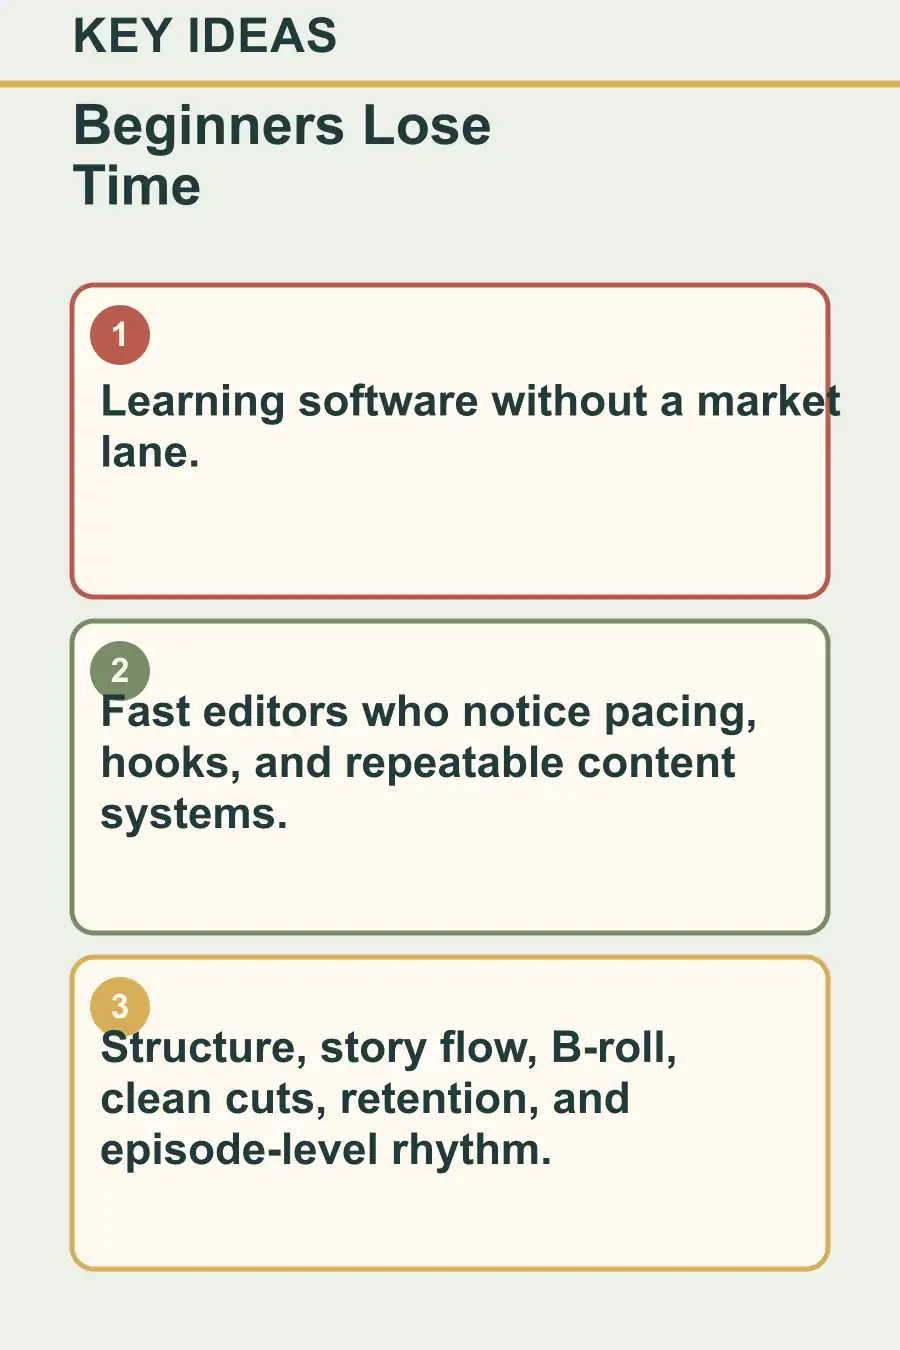 KEY IDEAS
Beginners Lose
Time
1
Learning software without a market
lane.
2
Fast editors who notice pacing,
hooks, and repeatable content
systems.
3
Structure, story flow, B-roll,
clean cuts, retention, and
episode-level rhythm.